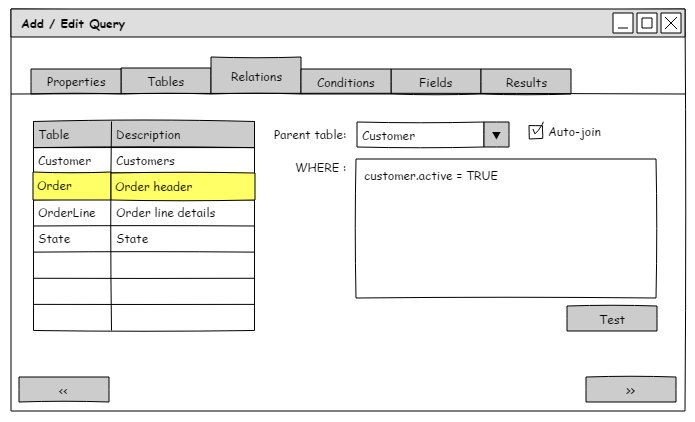 Add / Edit Query
Properties Tables Relations Conditions Fields Results
Table Description
Customer Customers
Order Order header
OrderLine Order line details
State State
Parent table: Customer ▼ Auto-join
WHERE :
customer.active = TRUE
Test
<< >>